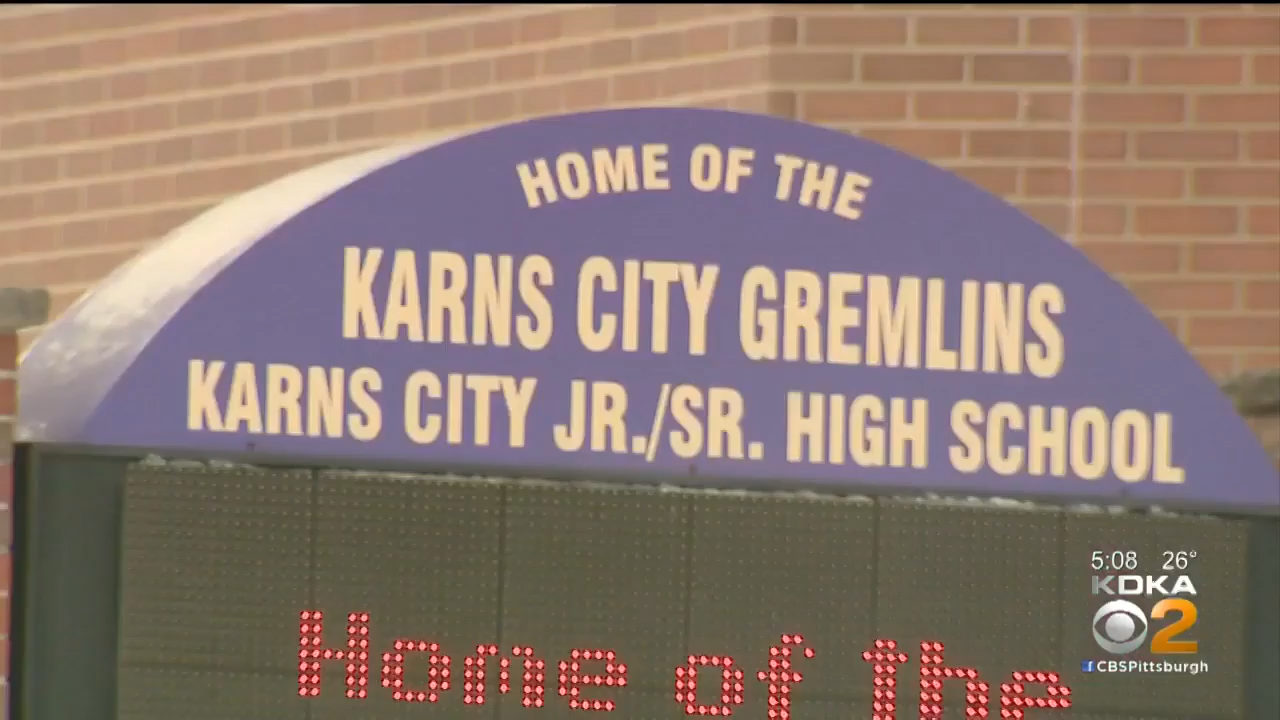 HOME OF THE
KARNS CITY GREMLINS
KARNS CITY JR./SR. HIGH SCHOOL
Home of the
5:08 26°
KDKA
2
f CBSPittsburgh